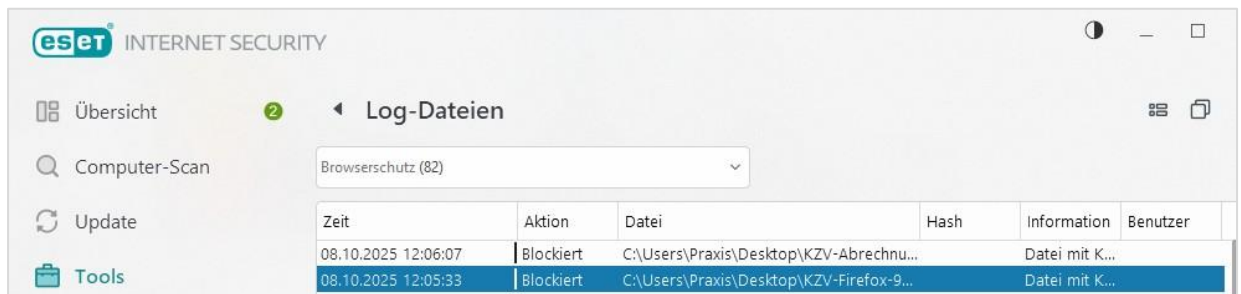 eset INTERNET SECURITY
Übersicht 2
Log-Dateien
Computer-Scan
Browserschutz (82)
Update
Zeit Aktion Datei Hash Information Benutzer
08.10.2025 12:06:07 Blockiert C:\Users\Praxis\Desktop\KZV-Abrechnu... Datei mit K...
Tools
08.10.2025 12:05:33 Blockiert C:\Users\Praxis\Desktop\KZV-Firefox-9... Datei mit K...